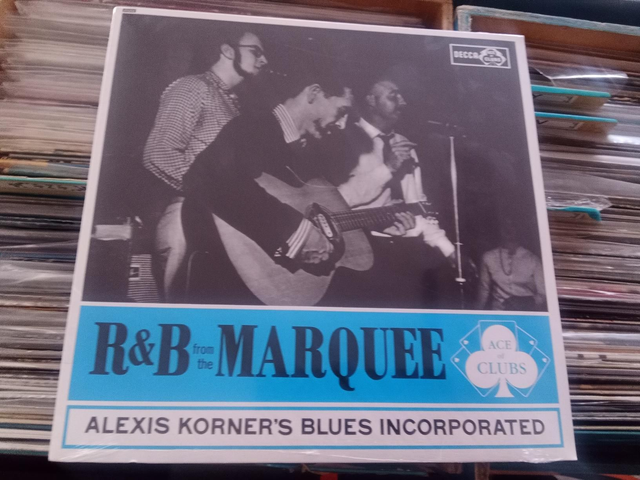 DECCA
R&B from the MARQUEE
ACE of CLUBS
ALEXIS KORNER'S BLUES INCORPORATED